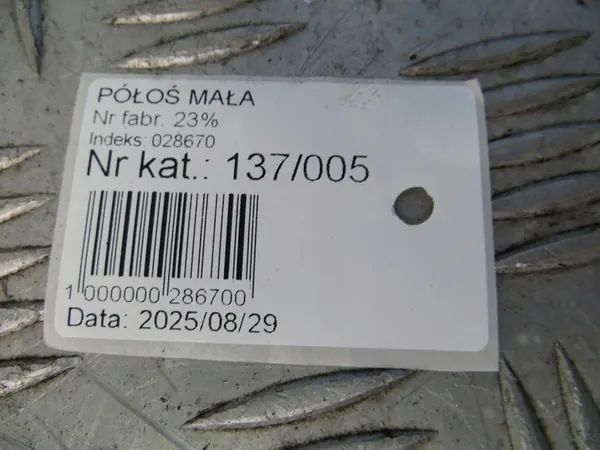 PÓŁOŚ MAŁA
Nr fabr. 23%
Indeks: 028670
Nr kat.: 137/005
1 000000 286700
Data: 2025/08/29